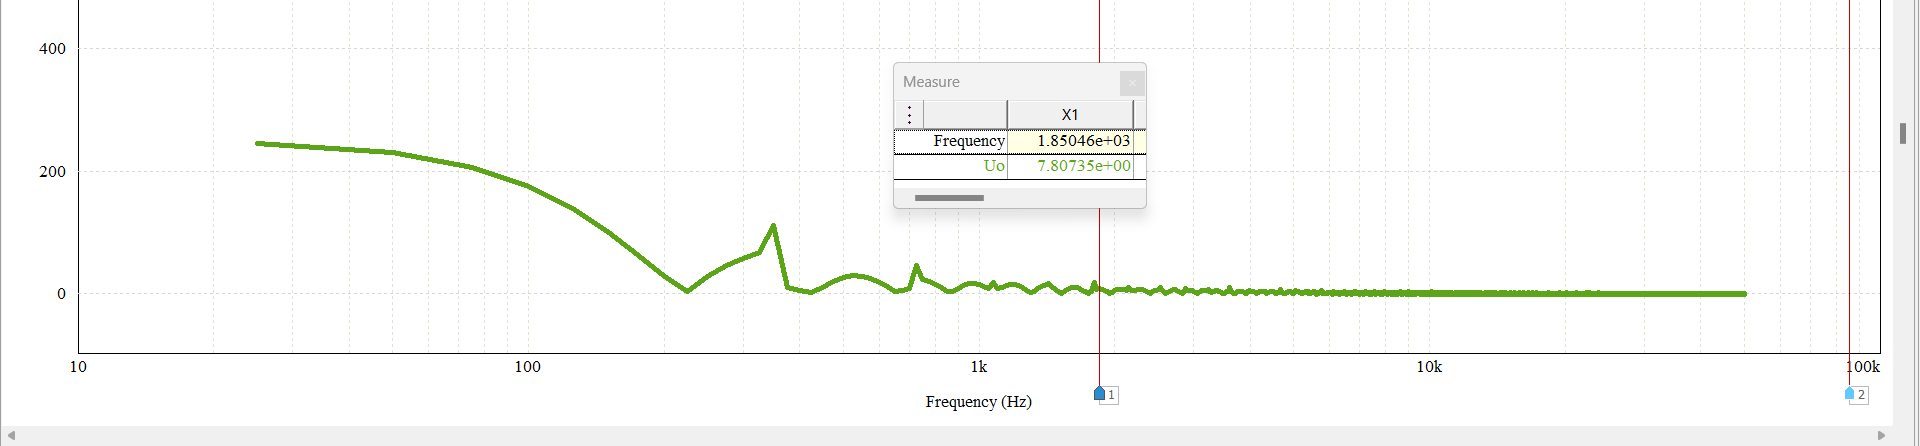 400
Measure
X1
Frequency 1.85046e+03
Uo 7.80735e+00
200
0
10 100 1k 10k 100k
1 2
Frequency (Hz)